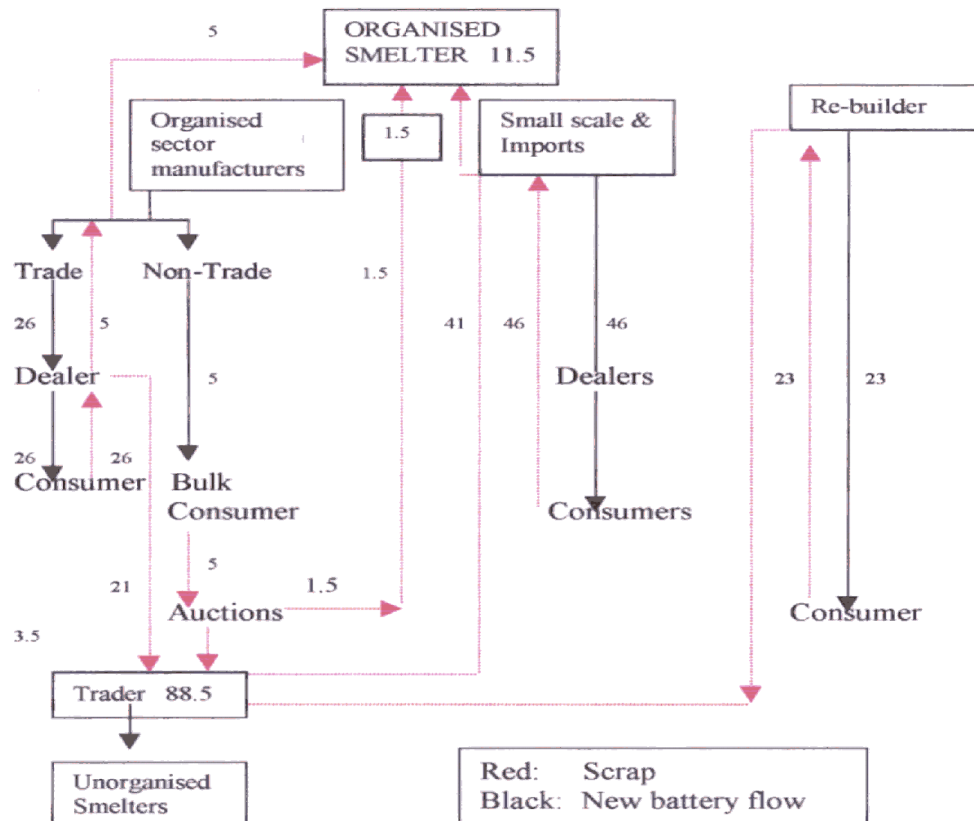 5
ORGANISED
SMELTER 11.5
Organised
sector
manufacturers
1.5
Small scale &
Imports
Re-builder
Trade
Non-Trade
1.5
26
5
41
46
46
Dealer
5
Dealers
23
23
26
26
Consumer
Bulk
Consumer
Consumers
5
21
1.5
Auctions
Consumer
3.5
Trader 88.5
Unorganised
Smelters
Red: Scrap
Black: New battery flow